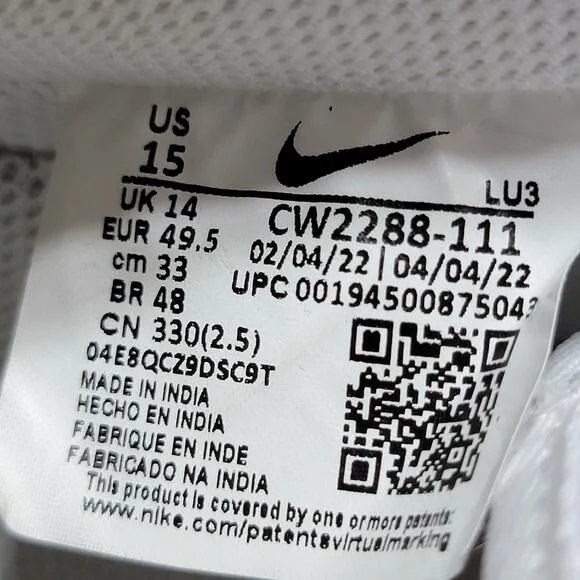 US
15
LU3
UK 14
CW2288-111
EUR 49.5
02/04/22 | 04/04/22
cm 33
UPC 00194500875043
BR 48
CN 330(2.5)
04E8QCZ9DSC9T
MADE IN INDIA
HECHO EN INDIA
FABRIQUE EN INDE
FABRICADO NA INDIA
This product is covered by one or more patents:
www.nike.com/patentsvirtualmarking